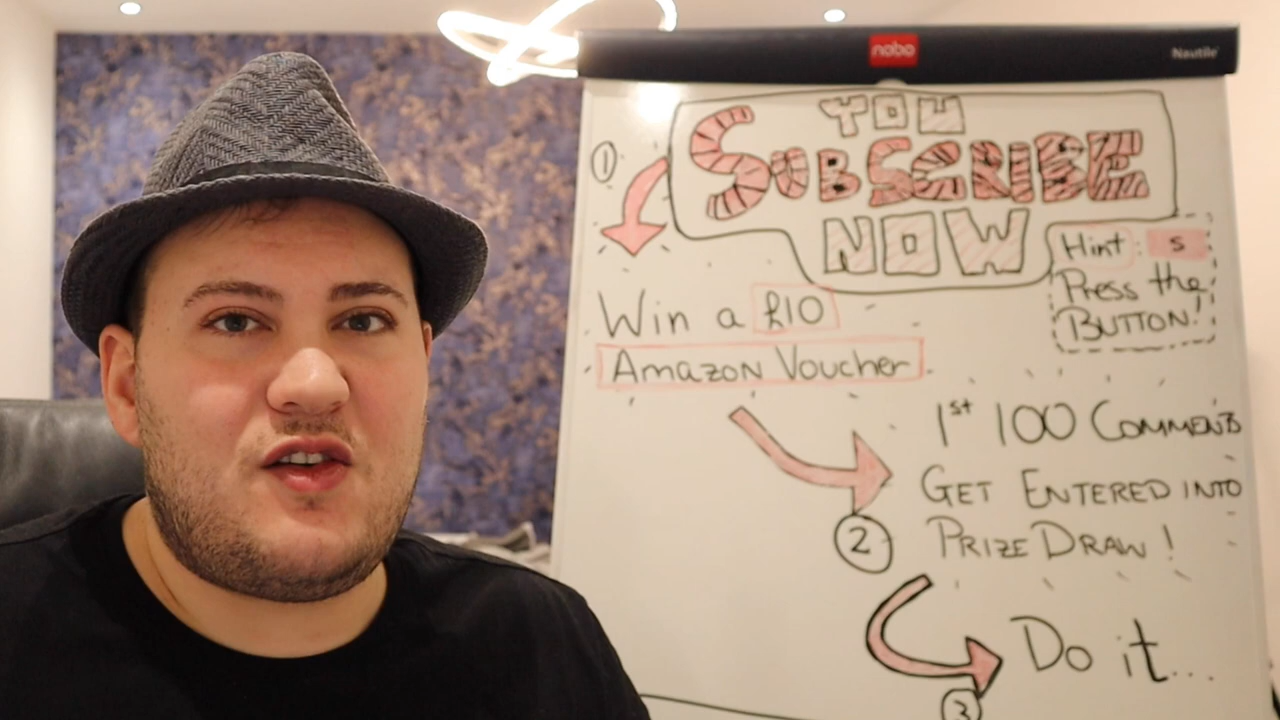 nobo
Nautile
YOU
SUBSCRIBE
NOW
1
Hint: S
Press the
BUTTON!
Win a £10
Amazon Voucher
1st 100 Comments
GET ENTERED INTO
PRIZE DRAW!
2
Do it...
3